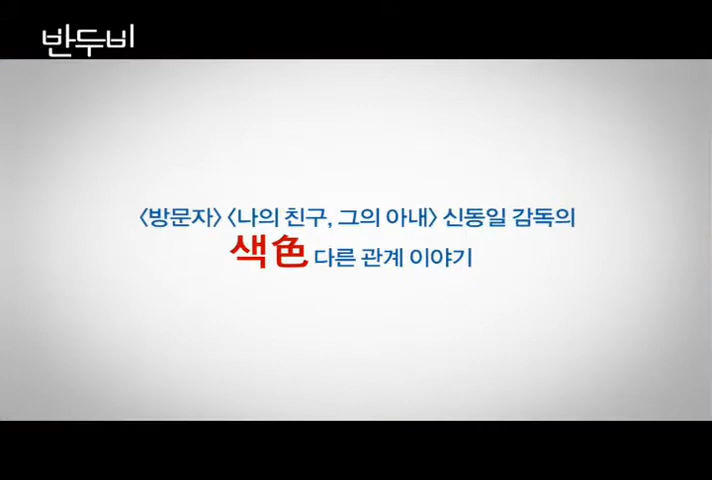 반두비
〈방문자〉 〈나의 친구, 그의 아내〉 신동일 감독의
색色 다른 관계 이야기